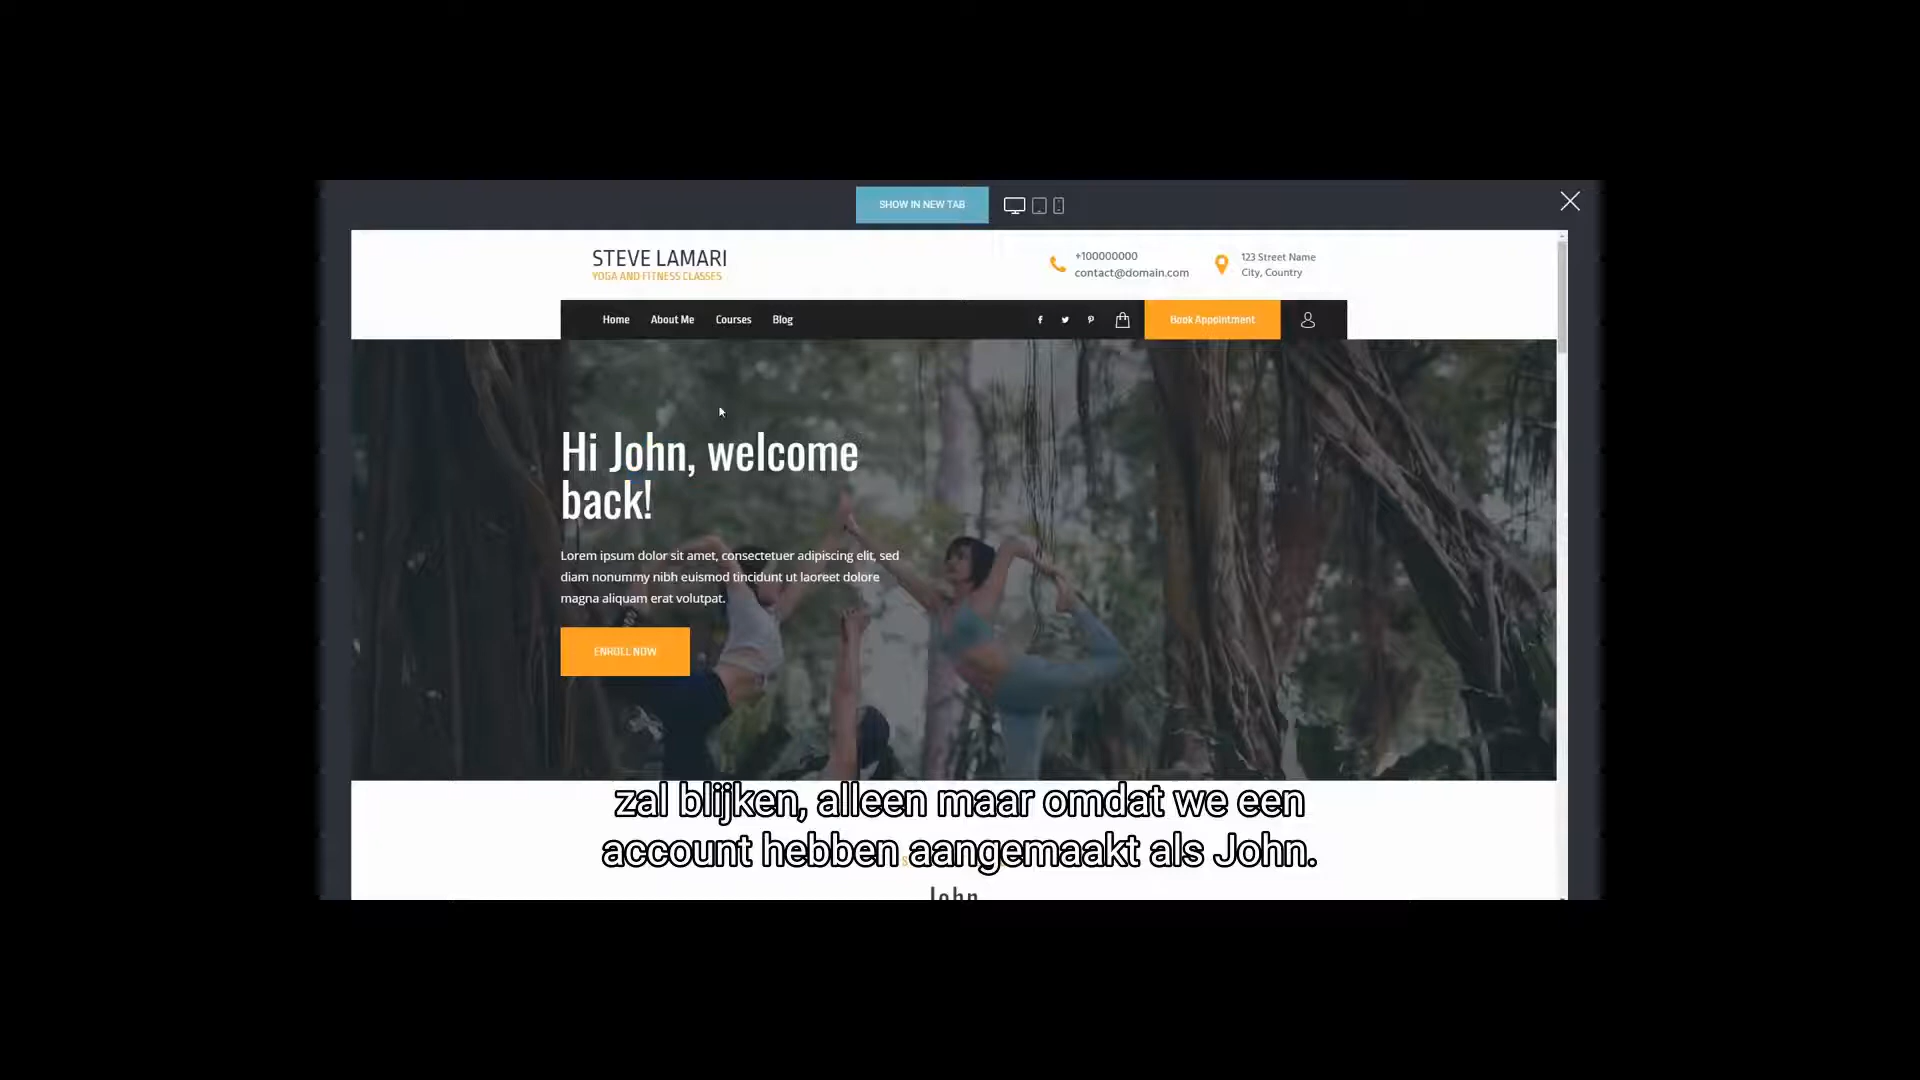 SHOW IN NEW TAB
STEVE LAMARI
YOGA AND FITNESS CLASSES
+100000000
contact@domain.com
123 Street Name
City, Country
Home About Me Courses Blog
Book Appointment
Hi John, welcome
back!
Lorem ipsum dolor sit amet, consectetuer adipiscing elit, sed
diam nonummy nibh euismod tincidunt ut laoreet dolore
magna aliquam erat volutpat.
ENROLL NOW
zal blijken, alleen maar omdat we een
account hebben aangemaakt als John.
John